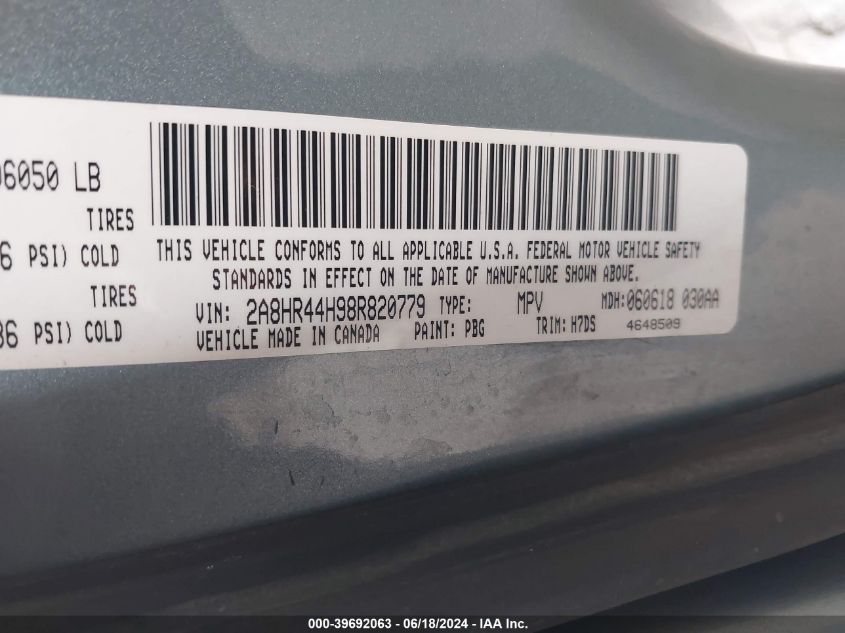 6050 LB
TIRES
6 PSI) COLD
TIRES
36 PSI) COLD
THIS VEHICLE CONFORMS TO ALL APPLICABLE U.S.A. FEDERAL MOTOR VEHICLE SAFETY
STANDARDS IN EFFECT ON THE DATE OF MANUFACTURE SHOWN ABOVE.
VIN: 2A8HR44H98R820779 TYPE: MPV MDH:060618 030AA
VEHICLE MADE IN CANADA PAINT: PBG TRIM: H7DS 4648509
000-39692063 - 06/18/2024 - IAA Inc.